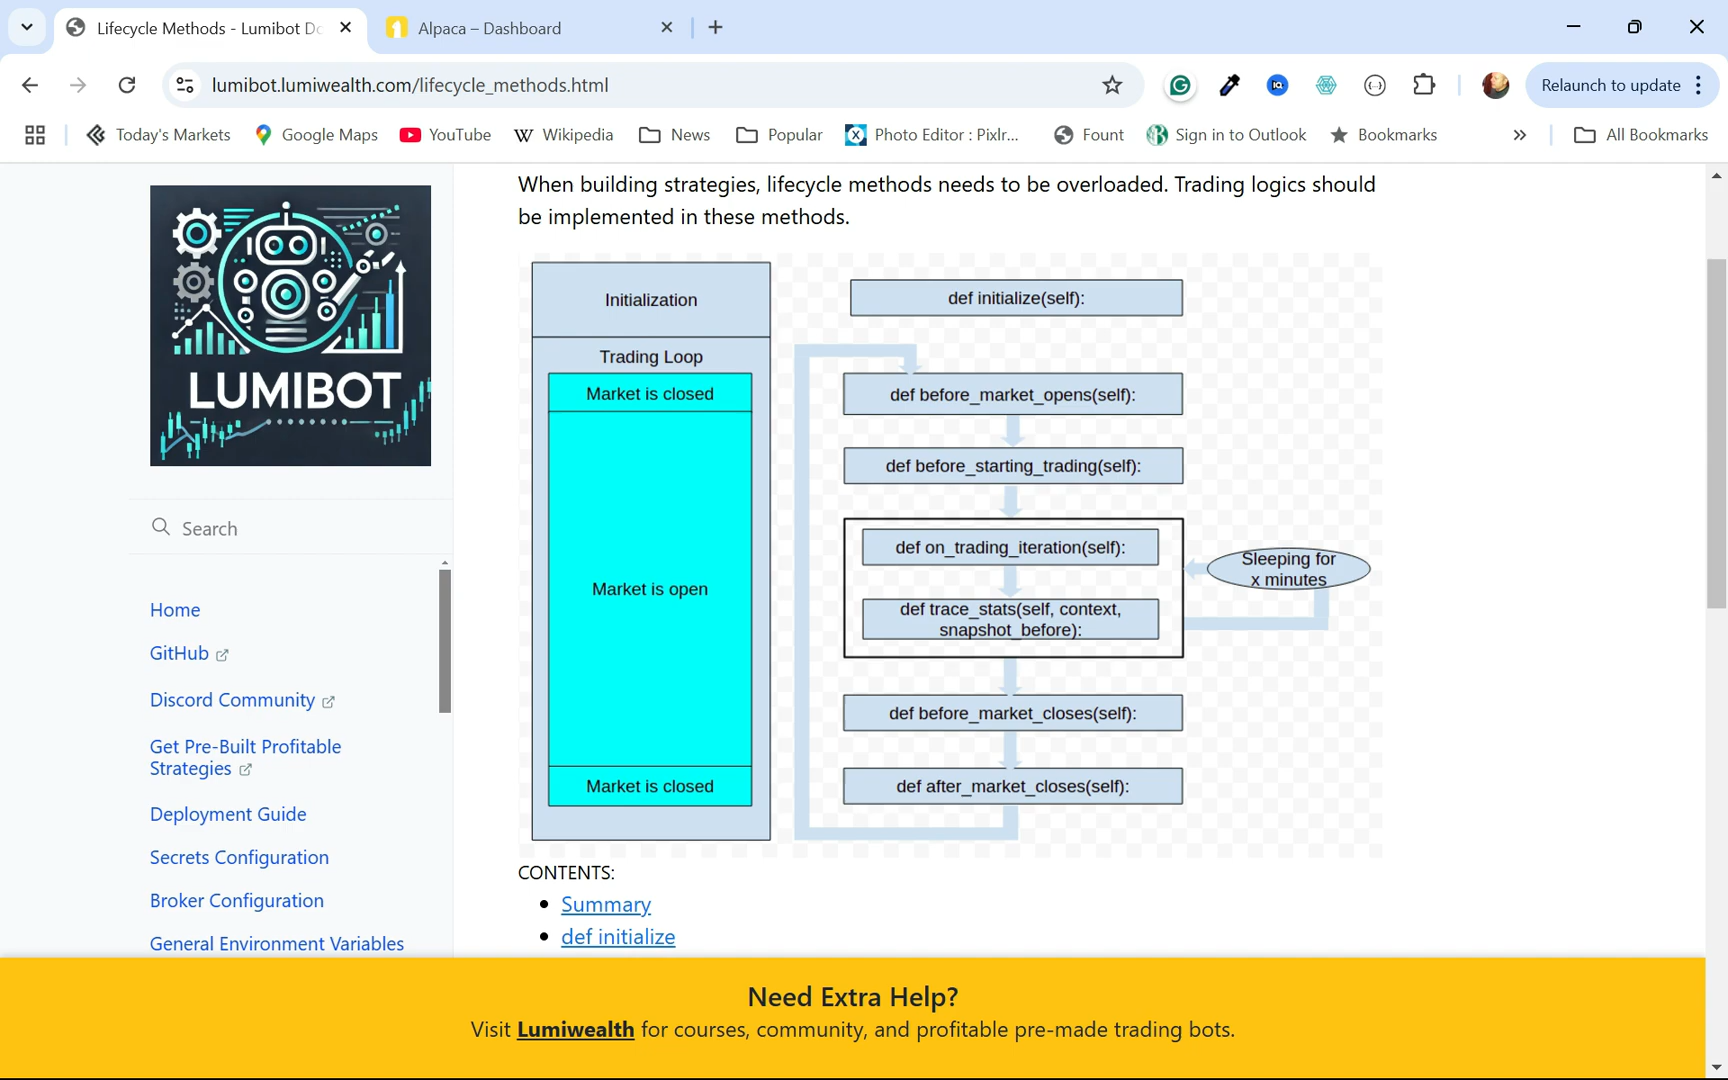 Lifecycle Methods - Lumibot Do
Alpaca – Dashboard
lumibot.lumiwealth.com/lifecycle_methods.html
Relaunch to update
Today's Markets
Google Maps
YouTube
Wikipedia
News
Popular
Photo Editor : Pixlr...
Fount
Sign in to Outlook
Bookmarks
»
All Bookmarks
LUMIBOT
Search
Home
GitHub
Discord Community
Get Pre-Built Profitable
Strategies
Deployment Guide
Secrets Configuration
Broker Configuration
General Environment Variables
When building strategies, lifecycle methods needs to be overloaded. Trading logics should
be implemented in these methods.
Initialization
Trading Loop
Market is closed
Market is open
Market is closed
def initialize(self):
def before_market_opens(self):
def before_starting_trading(self):
def on_trading_iteration(self):
def trace_stats(self, context,
snapshot_before):
Sleeping for
x minutes
def before_market_closes(self):
def after_market_closes(self):
CONTENTS:
• Summary
• def initialize
Need Extra Help?
Visit Lumiwealth for courses, community, and profitable pre-made trading bots.